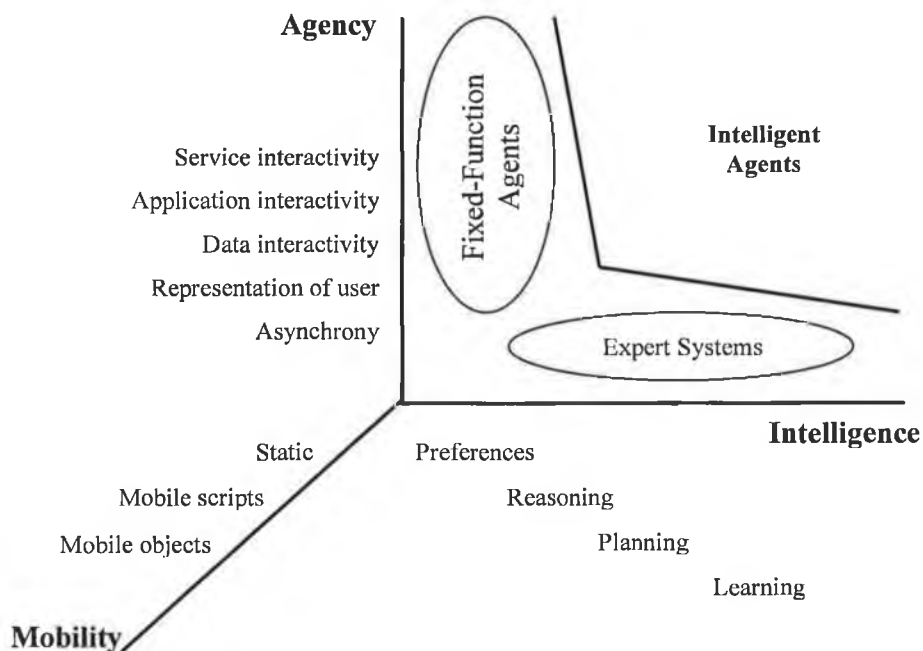 Agency
Fixed-Function
Agents
Intelligent
Agents
Service interactivity
Application interactivity
Data interactivity
Representation of user
Asynchrony
Expert Systems
Intelligence
Static
Preferences
Mobile scripts
Reasoning
Mobile objects
Planning
Learning
Mobility